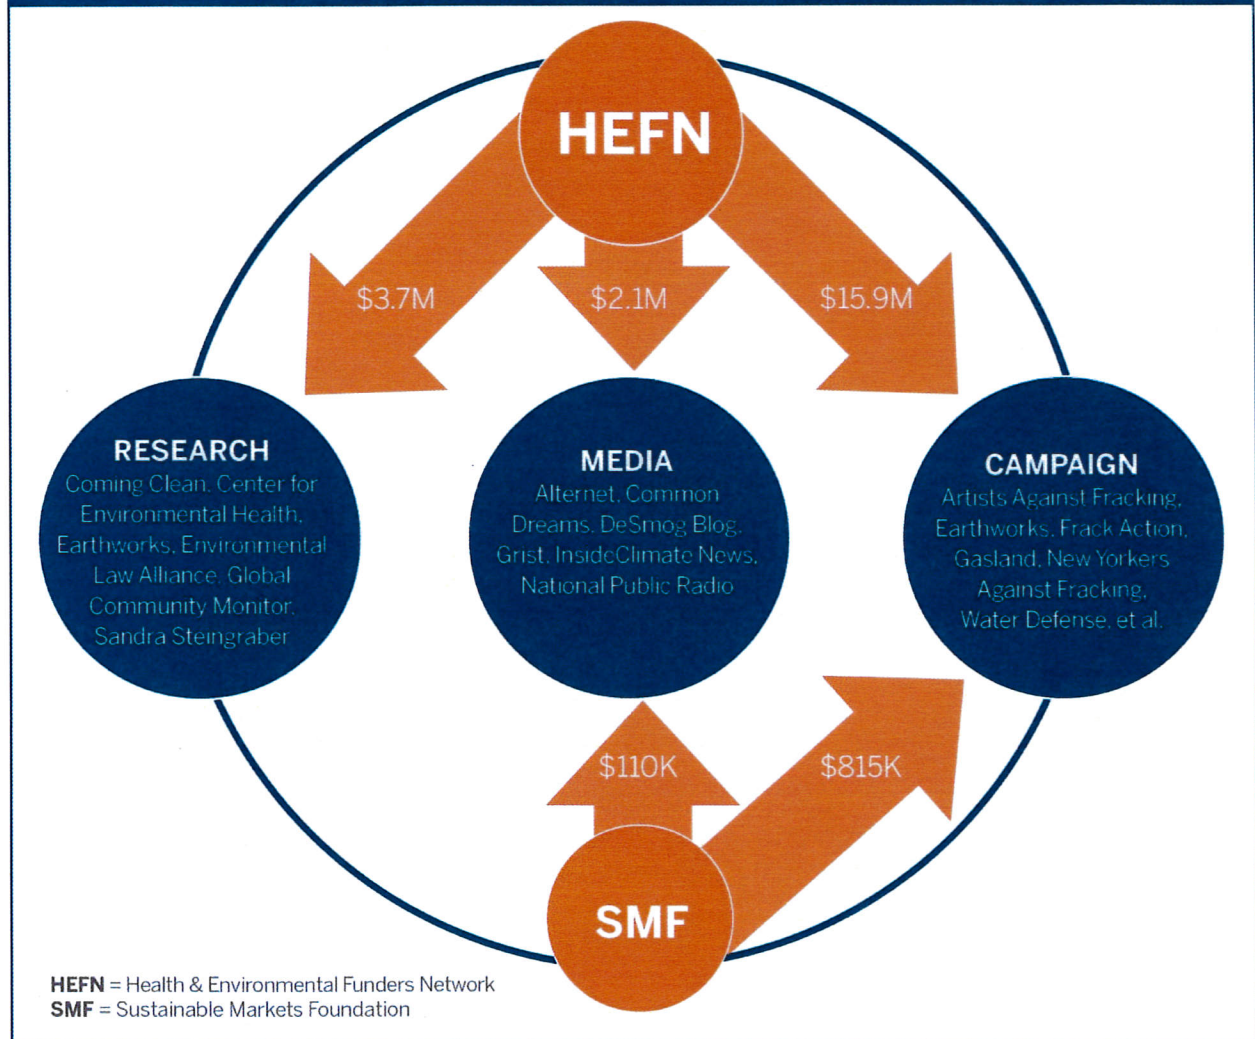 HEFN
$3.7M
$2.1M
$15.9M
RESEARCH
Coming Clean, Center for
Environmental Health,
Earthworks, Environmental
Law Alliance, Global
Community Monitor,
Sandra Steingraber
MEDIA
Alternet, Common
Dreams, DeSmog Blog,
Grist, InsideClimate News,
National Public Radio
CAMPAIGN
Artists Against Fracking,
Earthworks, Frack Action,
Gasland, New Yorkers
Against Fracking,
Water Defense, et al.
$110K
$815K
SMF
HEFN = Health & Environmental Funders Network
SMF = Sustainable Markets Foundation